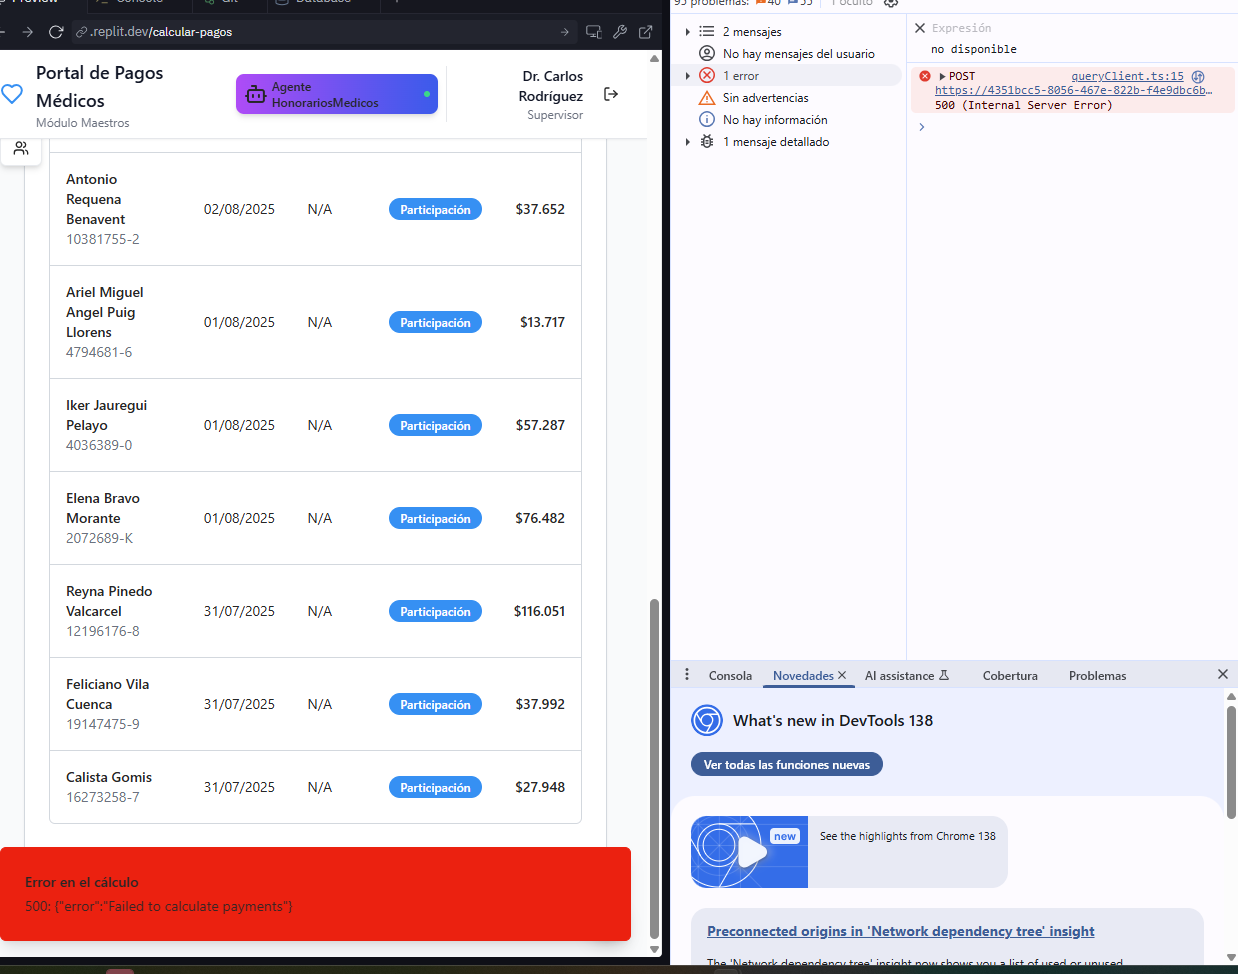 Preview
Console
Git
Database
.replit.dev/calcular-pagos
Portal de Pagos
Médicos
Módulo Maestros
Agente
HonorariosMedicos
Dr. Carlos
Rodríguez
Supervisor
Antonio
Requena
Benavent
10381755-2
02/08/2025
N/A
Participación
$37.652
Ariel Miguel
Angel Puig
Llorens
4794681-6
01/08/2025
N/A
Participación
$13.717
Iker Jauregui
Pelayo
4036389-0
01/08/2025
N/A
Participación
$57.287
Elena Bravo
Morante
2072689-K
01/08/2025
N/A
Participación
$76.482
Reyna Pinedo
Valcarcel
12196176-8
31/07/2025
N/A
Participación
$116.051
Feliciano Vila
Cuenca
19147475-9
31/07/2025
N/A
Participación
$37.992
Calista Gomis
16273258-7
31/07/2025
N/A
Participación
$27.948
Error en el cálculo
500: {"error":"Failed to calculate payments"}
95 problemas: 40 55 1 oculto
2 mensajes
No hay mensajes del usuario
1 error
Sin advertencias
No hay información
1 mensaje detallado
Expresión
no disponible
POST queryClient.ts:15
https://4351bcc5-8056-467e-822b-f4e9dbc6b…
500 (Internal Server Error)
Consola
Novedades
AI assistance
Cobertura
Problemas
What's new in DevTools 138
Ver todas las funciones nuevas
new
See the highlights from Chrome 138
Preconnected origins in 'Network dependency tree' insight
The 'Network dependency tree' insight now shows you a list of used or unused